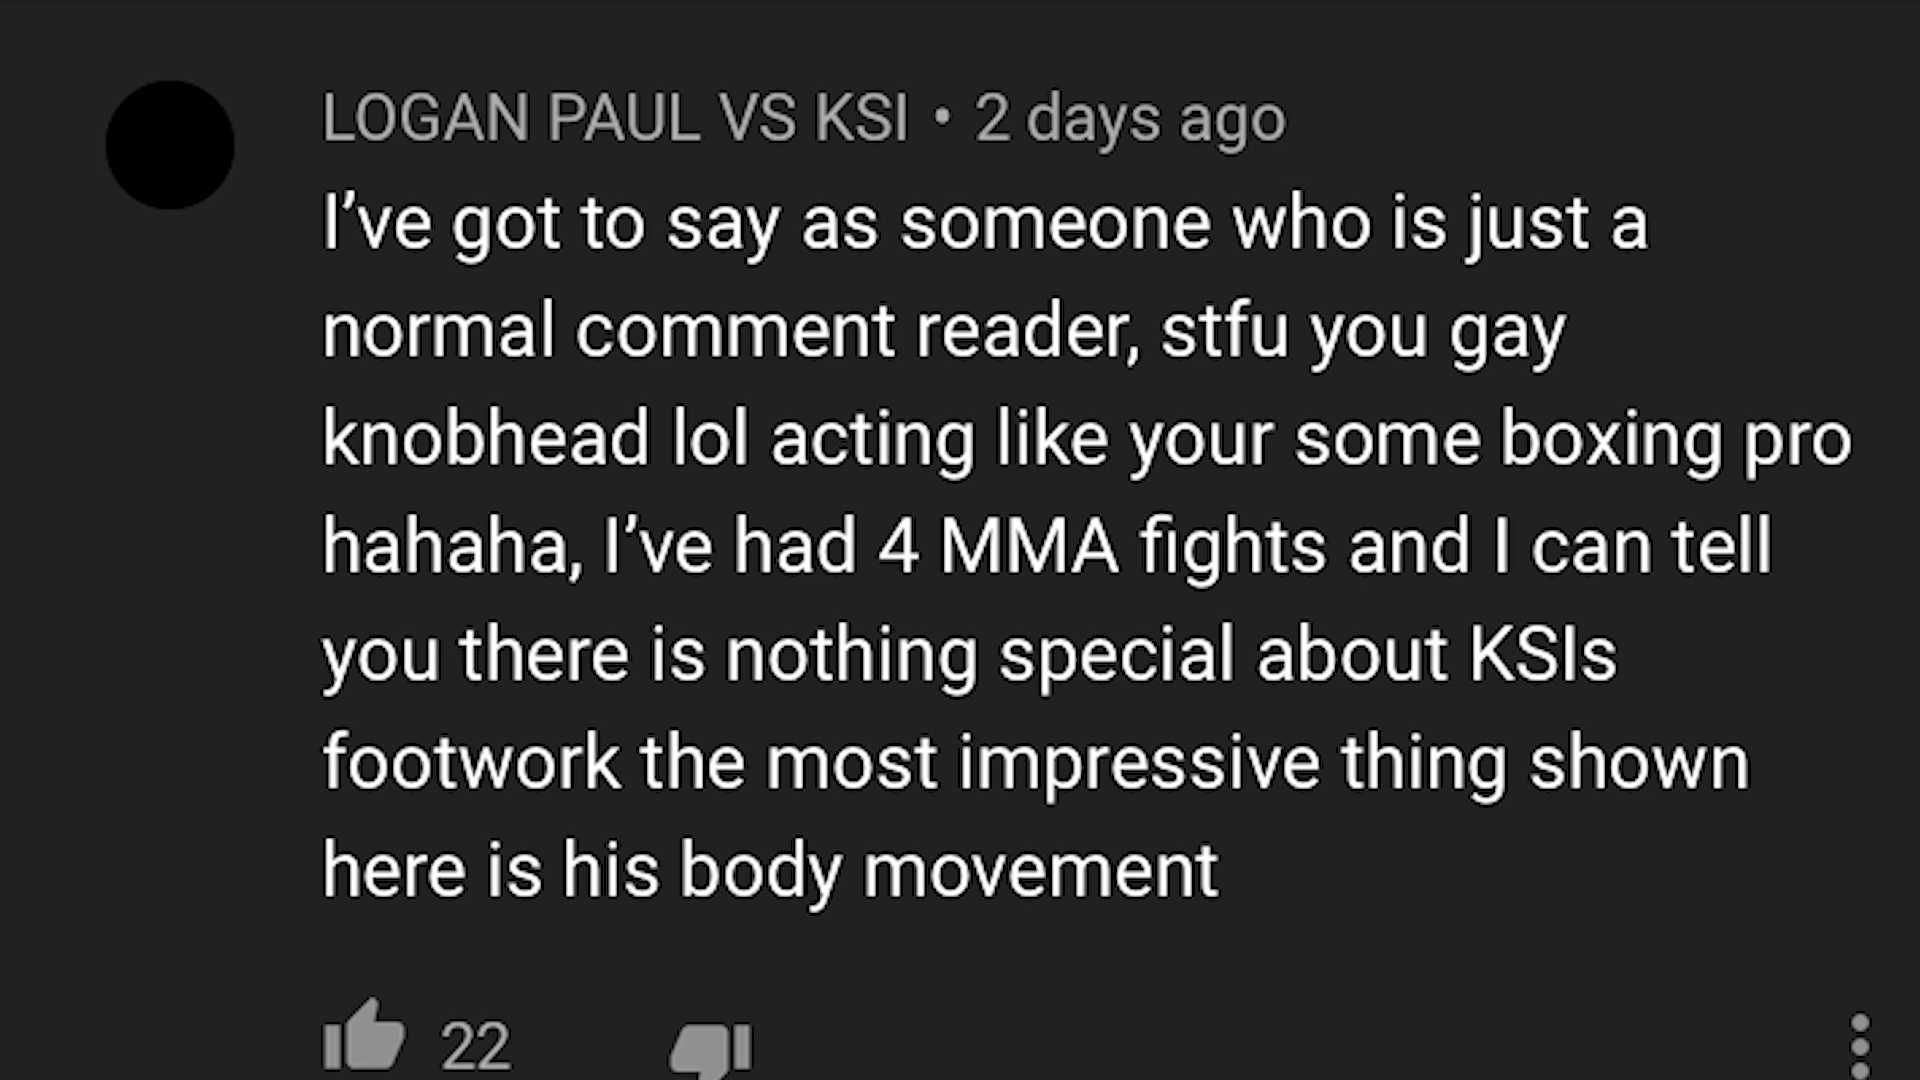 LOGAN PAUL VS KSI • 2 days ago
I’ve got to say as someone who is just a
normal comment reader, stfu you gay
knobhead lol acting like your some boxing pro
hahaha, I’ve had 4 MMA fights and I can tell
you there is nothing special about KSIs
footwork the most impressive thing shown
here is his body movement
22